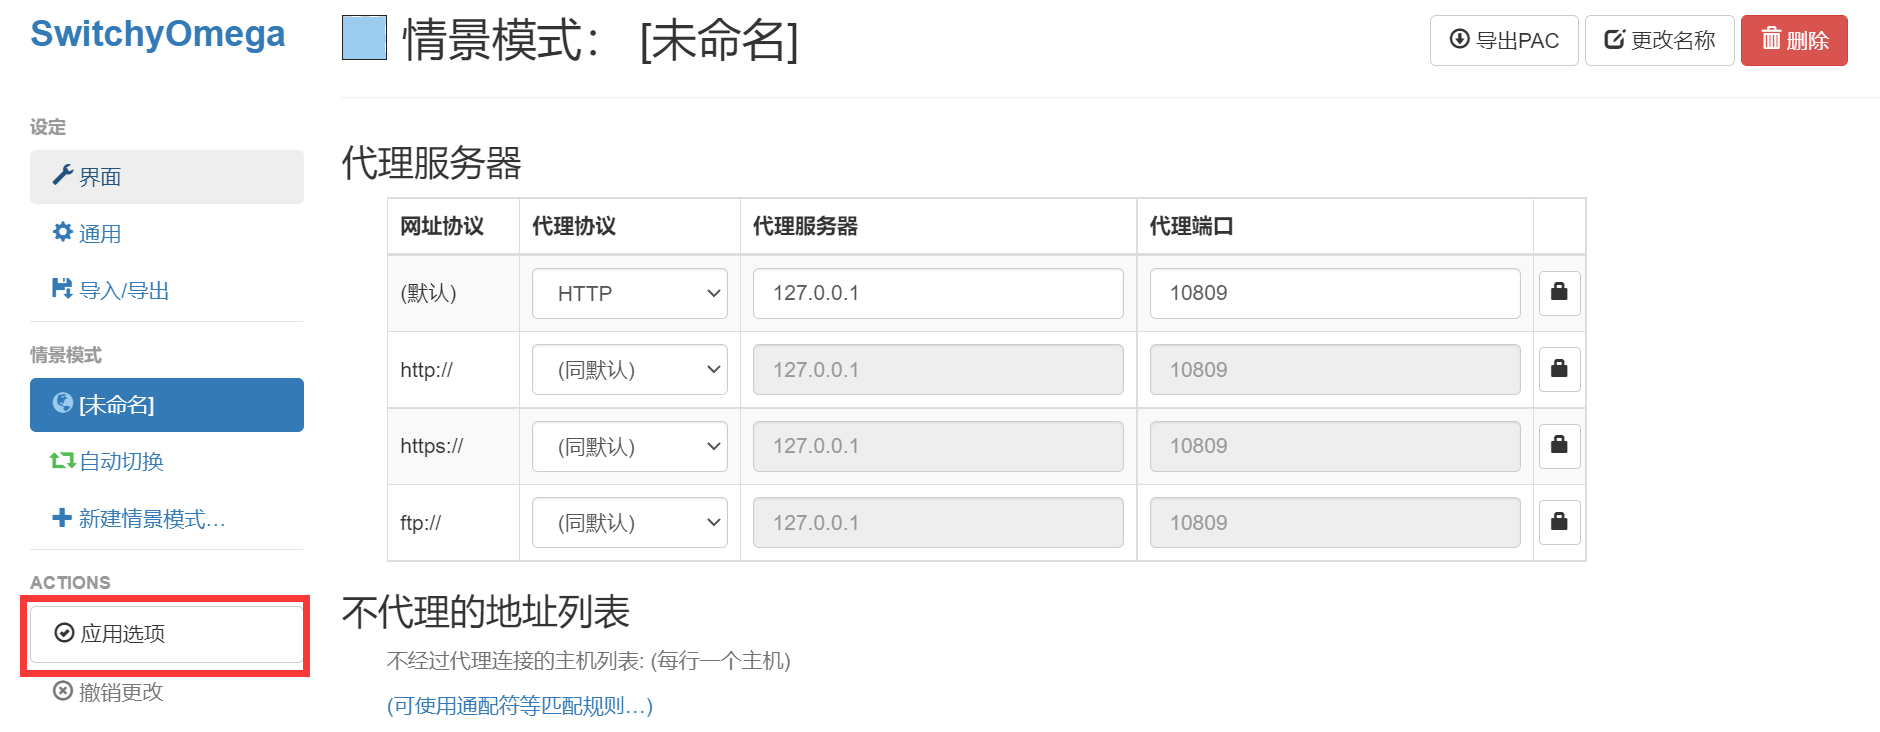 SwitchyOmega
情景模式： [未命名]
导出PAC
更改名称
删除
设定
界面
通用
导入/导出
情景模式
[未命名]
自动切换
新建情景模式…
ACTIONS
应用选项
撤销更改
代理服务器
网址协议 代理协议 代理服务器 代理端口
(默认) HTTP 127.0.0.1 10809
http:// (同默认) 127.0.0.1 10809
https:// (同默认) 127.0.0.1 10809
ftp:// (同默认) 127.0.0.1 10809
不代理的地址列表
不经过代理连接的主机列表: (每行一个主机)
(可使用通配符等匹配规则…)